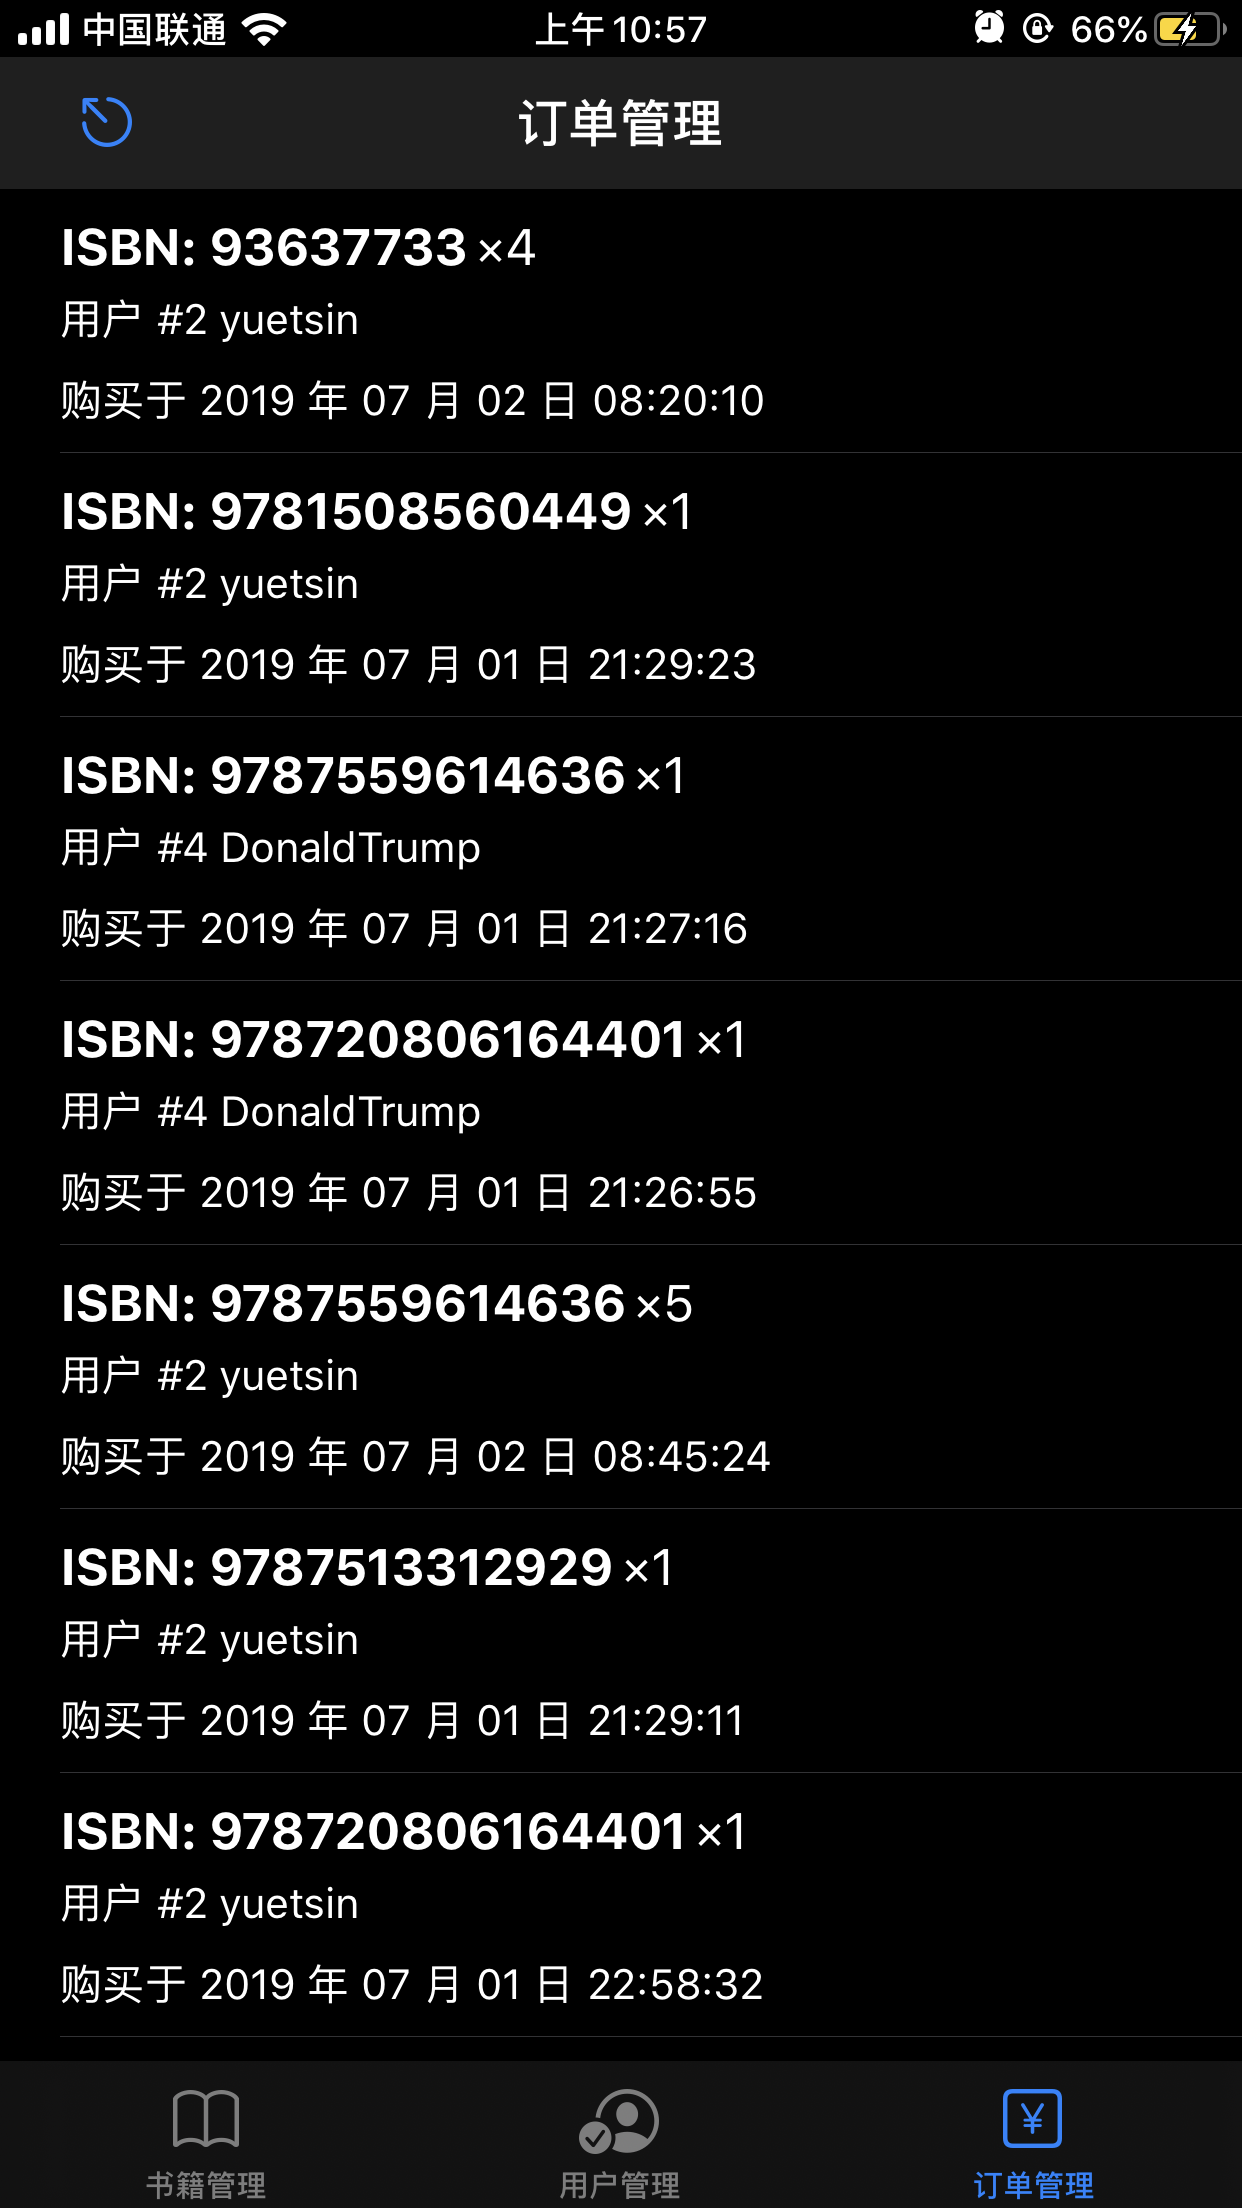 中国联通 上午10:57 66%
订单管理
ISBN: 93637733 ×4
用户 #2 yuetsin
购买于 2019 年 07 月 02 日 08:20:10
ISBN: 9781508560449 ×1
用户 #2 yuetsin
购买于 2019 年 07 月 01 日 21:29:23
ISBN: 9787559614636 ×1
用户 #4 DonaldTrump
购买于 2019 年 07 月 01 日 21:27:16
ISBN: 978720806164401 ×1
用户 #4 DonaldTrump
购买于 2019 年 07 月 01 日 21:26:55
ISBN: 9787559614636 ×5
用户 #2 yuetsin
购买于 2019 年 07 月 02 日 08:45:24
ISBN: 9787513312929 ×1
用户 #2 yuetsin
购买于 2019 年 07 月 01 日 21:29:11
ISBN: 978720806164401 ×1
用户 #2 yuetsin
购买于 2019 年 07 月 01 日 22:58:32
¥
书籍管理 用户管理 订单管理